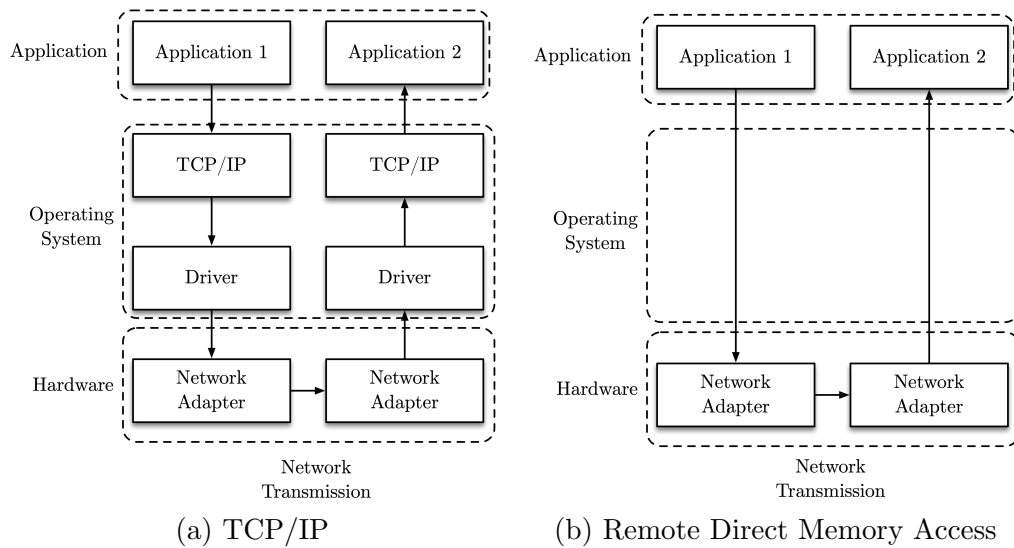 Application
Application 1
Application 2
TCP/IP
TCP/IP
Operating
System
Driver
Driver
Hardware
Network
Adapter
Network
Adapter
Network
Transmission
(a) TCP/IP
Application
Application 1
Application 2
Operating
System
Hardware
Network
Adapter
Network
Adapter
Network
Transmission
(b) Remote Direct Memory Access